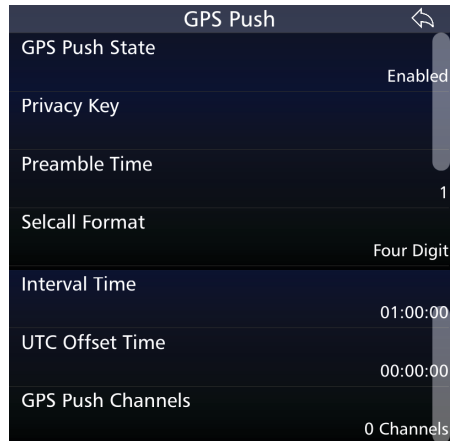 GPS Push
GPS Push State
Enabled
Privacy Key
Preamble Time
1
Selcall Format
Four Digit
Interval Time
01:00:00
UTC Offset Time
00:00:00
GPS Push Channels
0 Channels